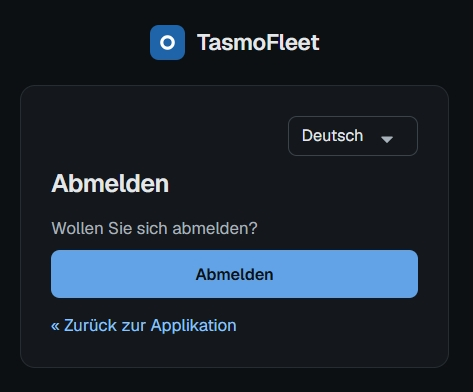 TasmoFleet
Deutsch
Abmelden
Wollen Sie sich abmelden?
Abmelden
« Zurück zur Applikation